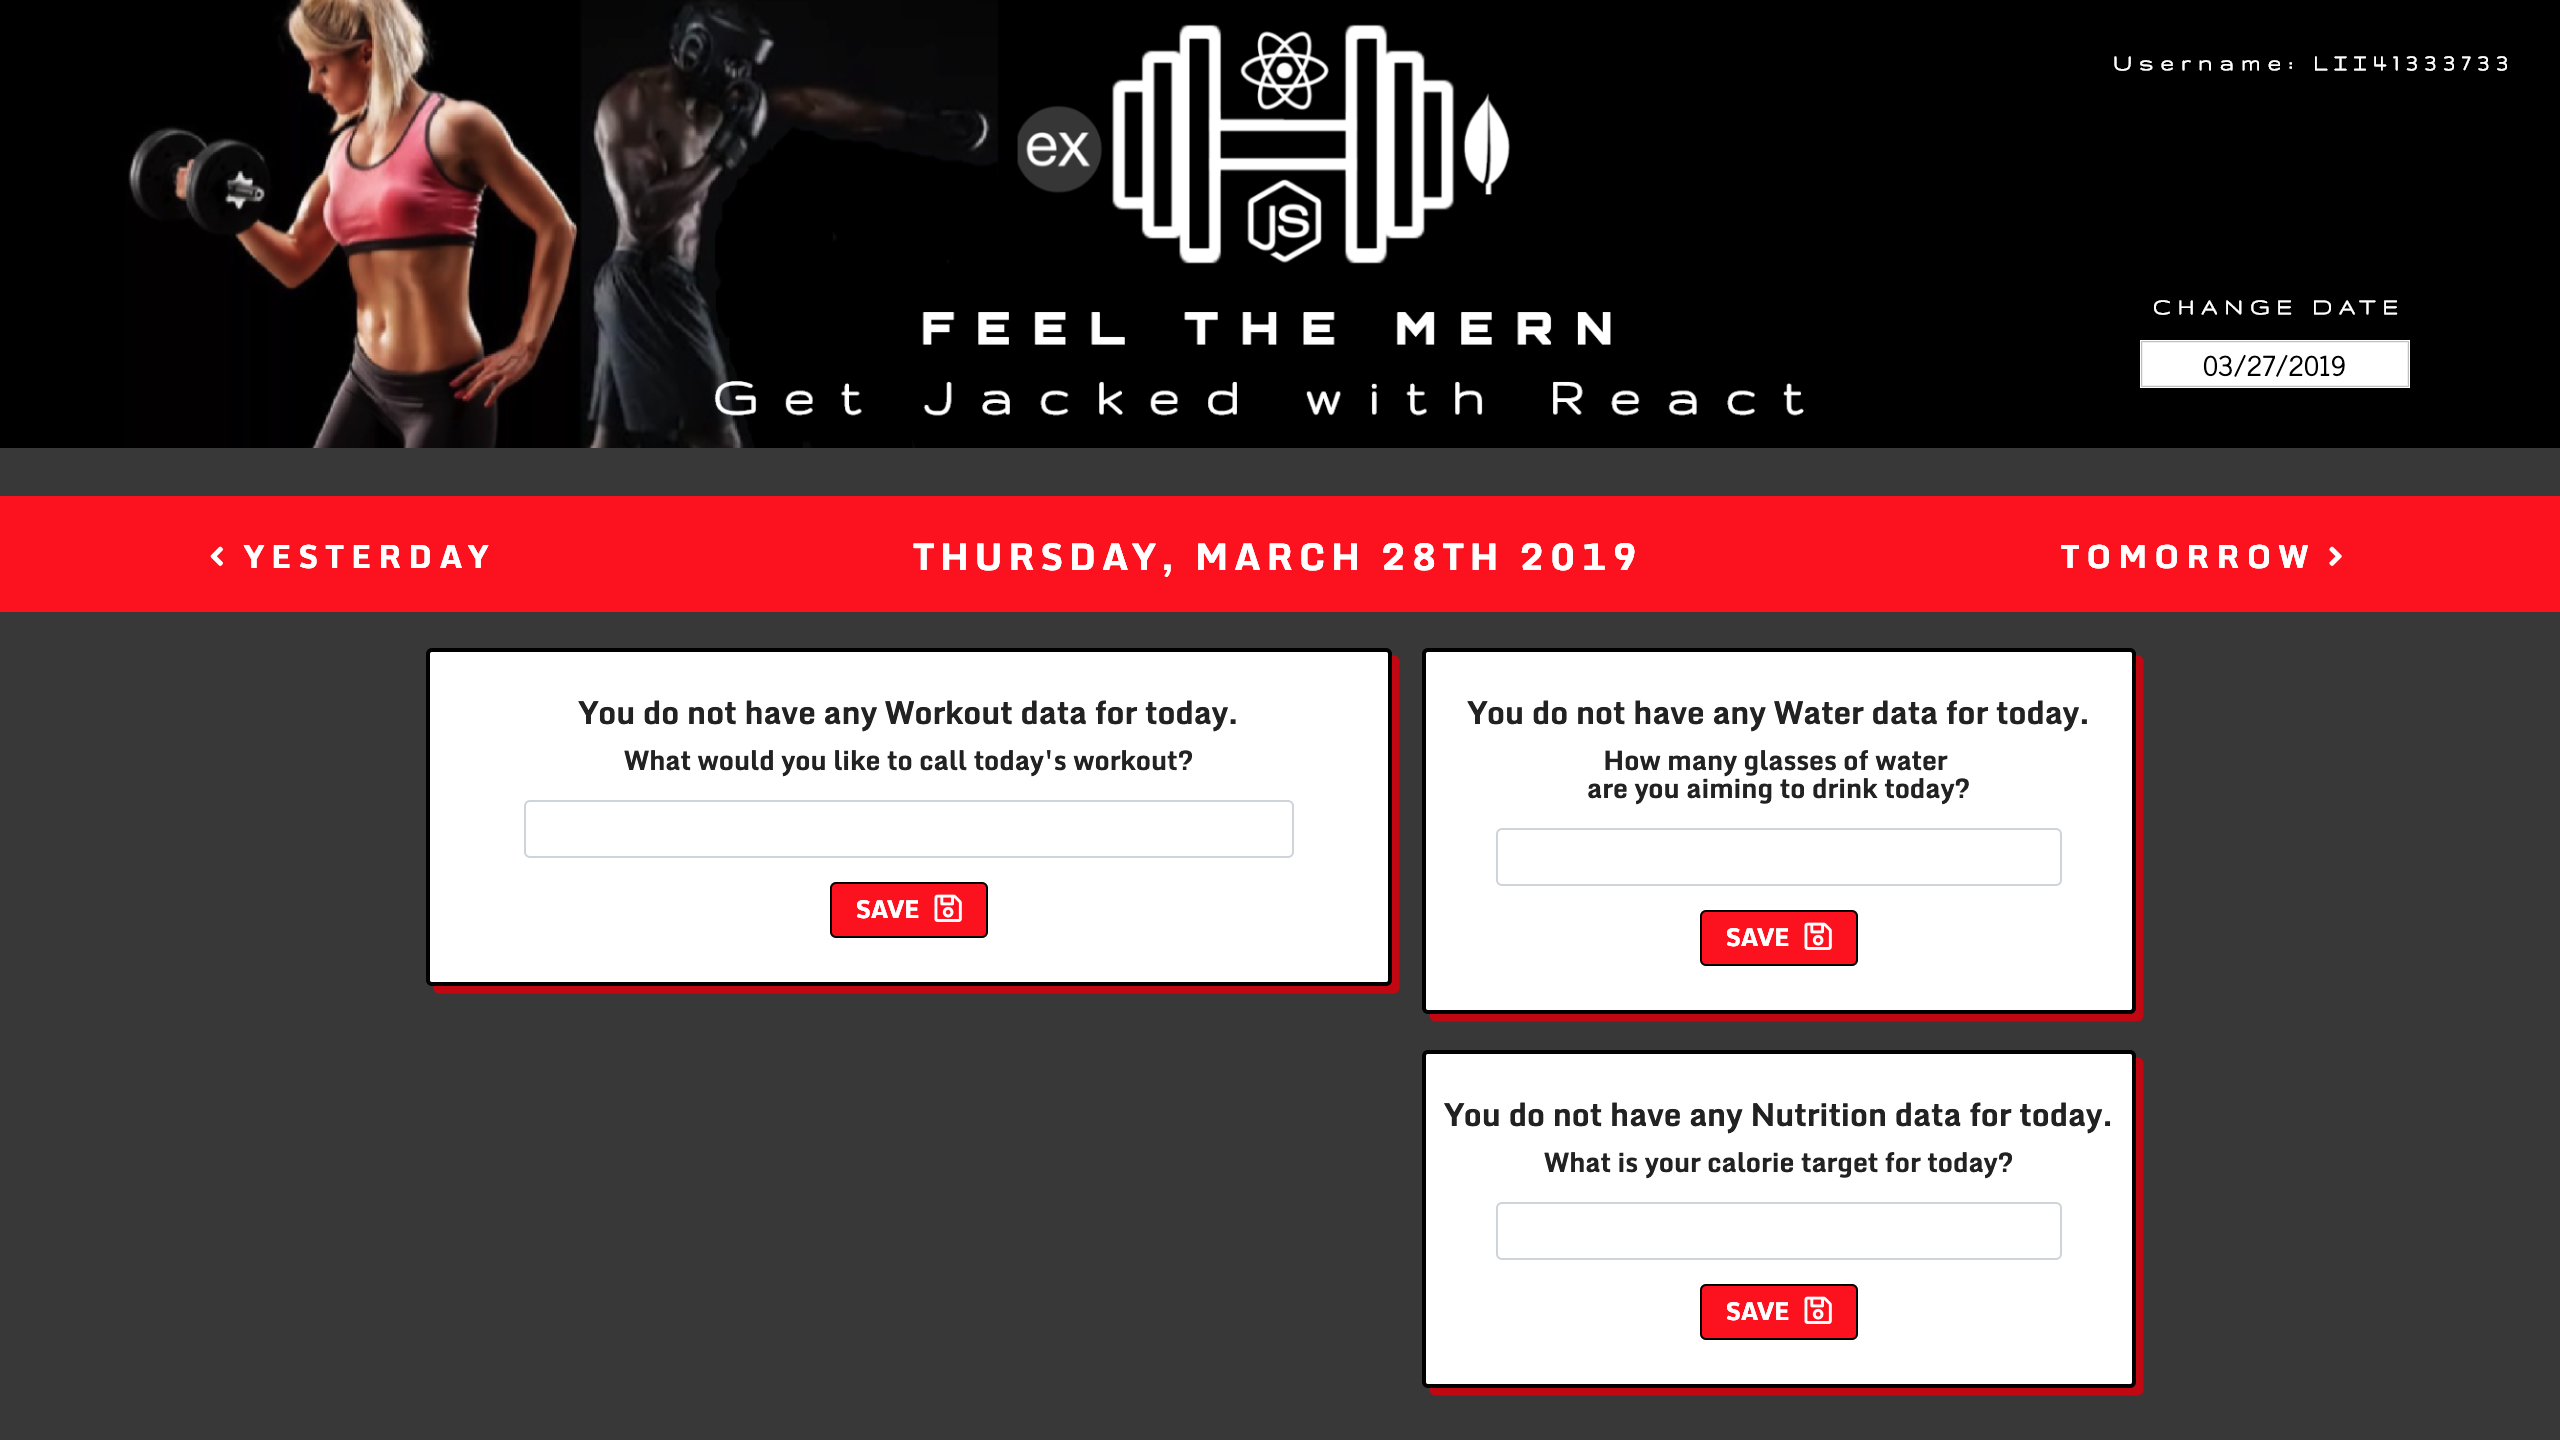 Username: LII41333733
ex
JS
FEEL THE MERN
Get Jacked with React
CHANGE DATE
03/27/2019
YESTERDAY
THURSDAY, MARCH 28TH 2019
TOMORROW
You do not have any Workout data for today.
What would you like to call today's workout?
SAVE
You do not have any Water data for today.
How many glasses of water
are you aiming to drink today?
SAVE
You do not have any Nutrition data for today.
What is your calorie target for today?
SAVE